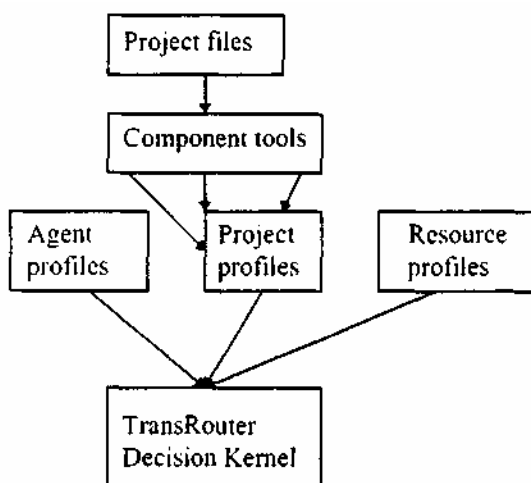 Project files
Component tools
Agent
profiles
Project
profiles
Resource
profiles
TransRouter
Decision Kernel